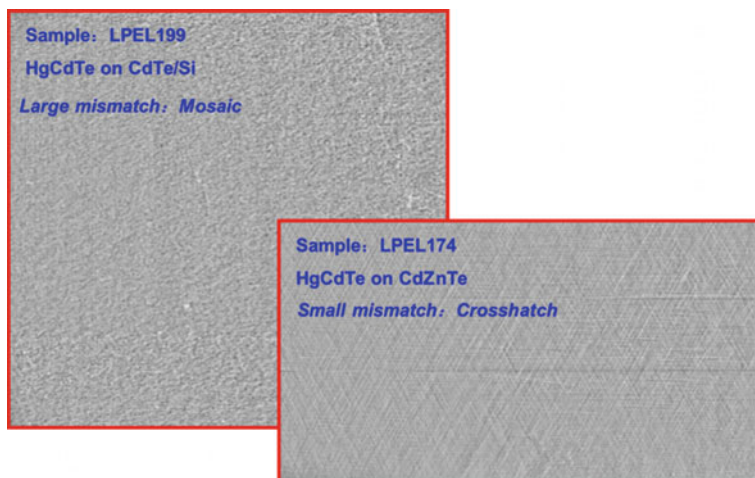 Sample：LPEL199
HgCdTe on CdTe/Si
Large mismatch：Mosaic
Sample：LPEL174
HgCdTe on CdZnTe
Small mismatch：Crosshatch